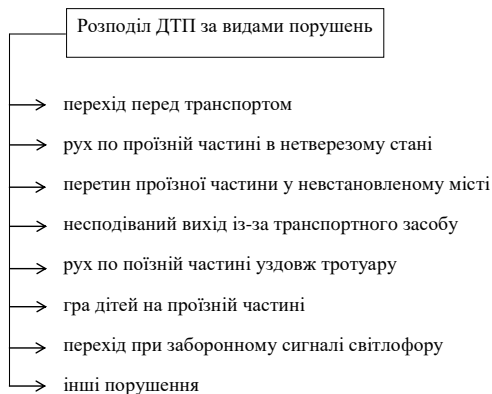 Розподіл ДТП за видами порушень
перехід перед транспортом
рух по проїзній частині в нетверезому стані
перетин проїзної частини у невстановленому місті
несподіваний вихід із-за транспортного засобу
рух по поїзній частині уздовж тротуару
гра дітей на проїзній частині
перехід при заборонному сигналі світлофору
інші порушення